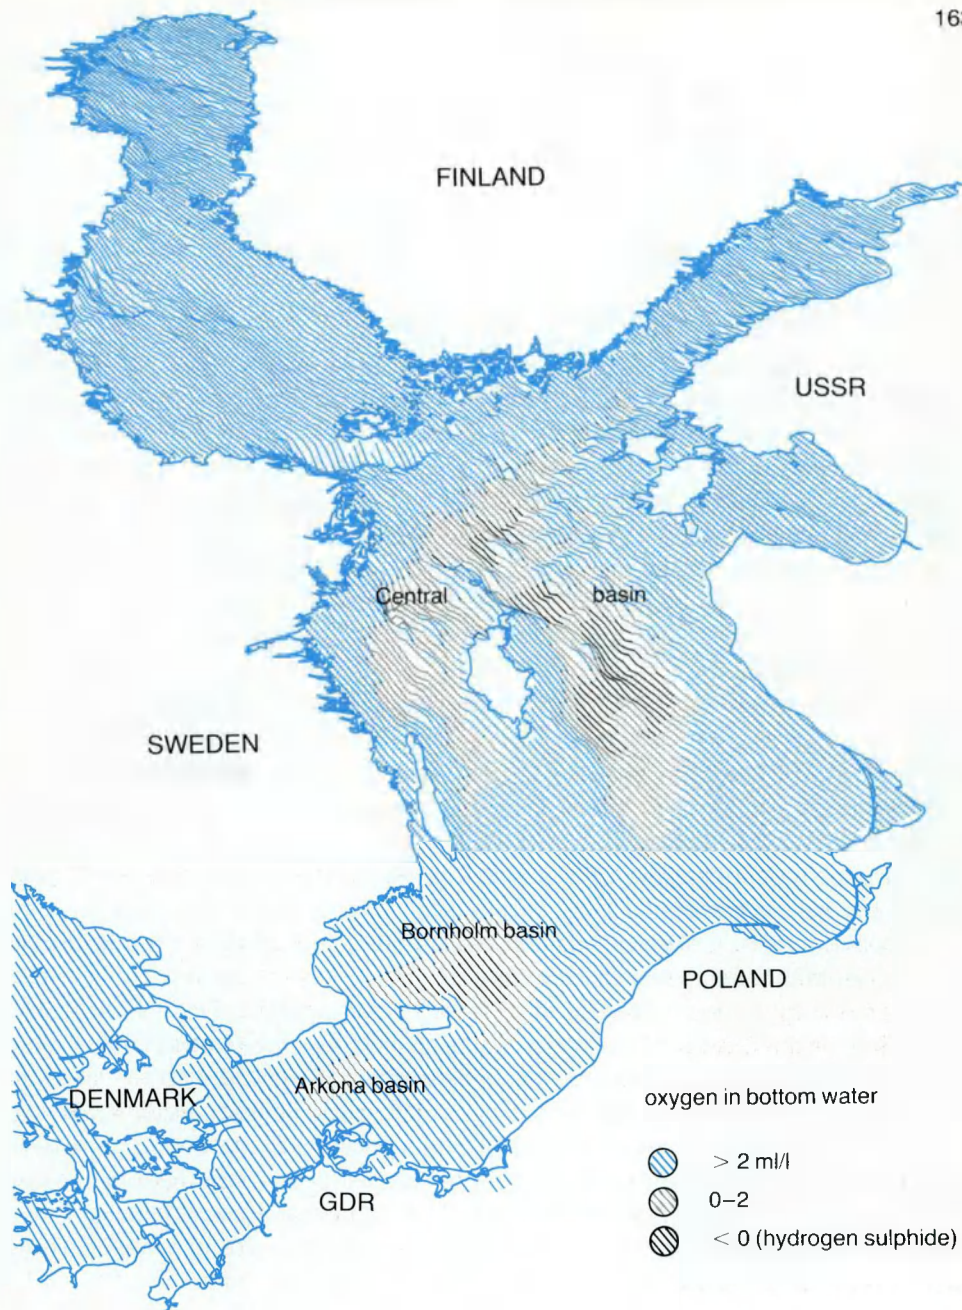 163
FINLAND
USSR
Central basin
SWEDEN
Bornholm basin
POLAND
Arkona basin
DENMARK
oxygen in bottom water
> 2 ml/l
GDR
0–2
< 0 (hydrogen sulphide)